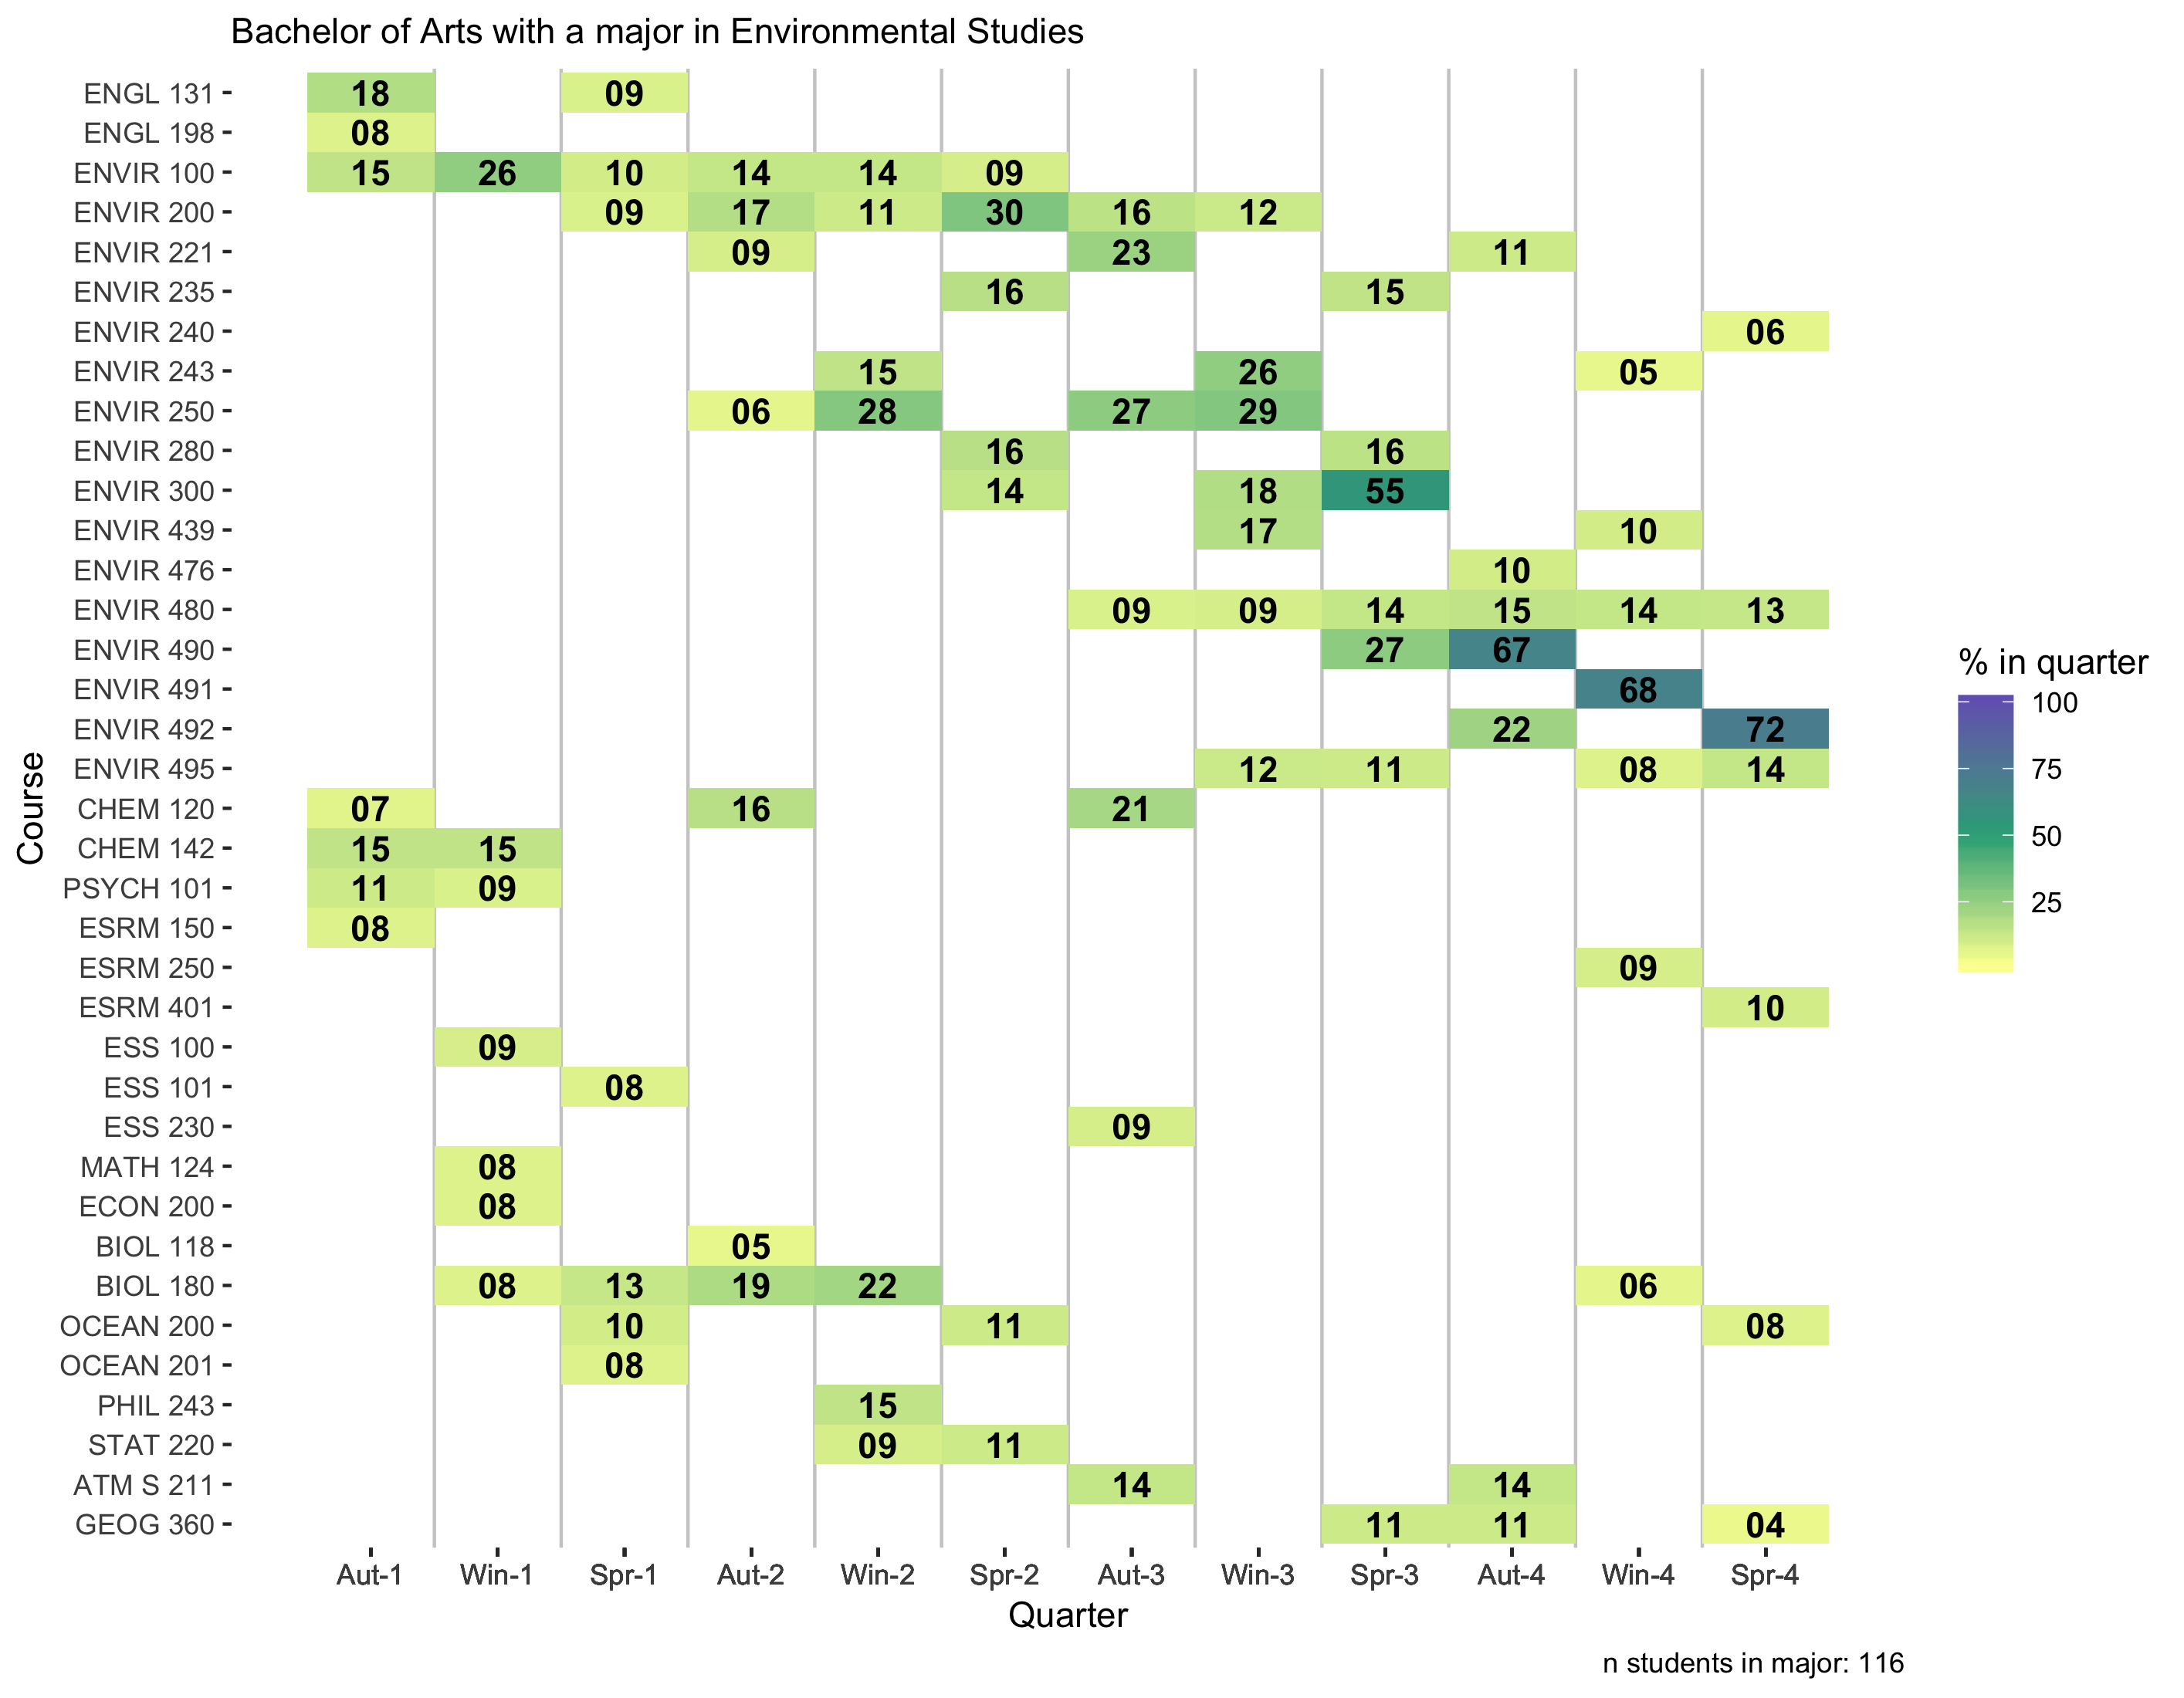 Bachelor of Arts with a major in Environmental Studies
ENGL 131 18 09
ENGL 198 08
ENVIR 100 15 26 10 14 14 09
ENVIR 200 09 17 11 30 16 12
ENVIR 221 09 23 11
ENVIR 235 16 15
ENVIR 240 06
ENVIR 243 15 26 05
ENVIR 250 06 28 27 29
ENVIR 280 16 16
ENVIR 300 14 18 55
ENVIR 439 17 10
ENVIR 476 10
ENVIR 480 09 09 14 15 14 13
ENVIR 490 27 67
ENVIR 491 68
ENVIR 492 22 72
ENVIR 495 12 11 08 14
CHEM 120 07 16 21
CHEM 142 15 15
PSYCH 101 11 09
ESRM 150 08
ESRM 250 09
ESRM 401 10
ESS 100 09
ESS 101 08
ESS 230 09
MATH 124 08
ECON 200 08
BIOL 118 05
BIOL 180 08 13 19 22 06
OCEAN 200 10 11 08
OCEAN 201 08
PHIL 243 15
STAT 220 09 11
ATM S 211 14 14
GEOG 360 11 11 04
Aut-1 Win-1 Spr-1 Aut-2 Win-2 Spr-2 Aut-3 Win-3 Spr-3 Aut-4 Win-4 Spr-4
Quarter
Course
% in quarter
100
75
50
25
n students in major: 116